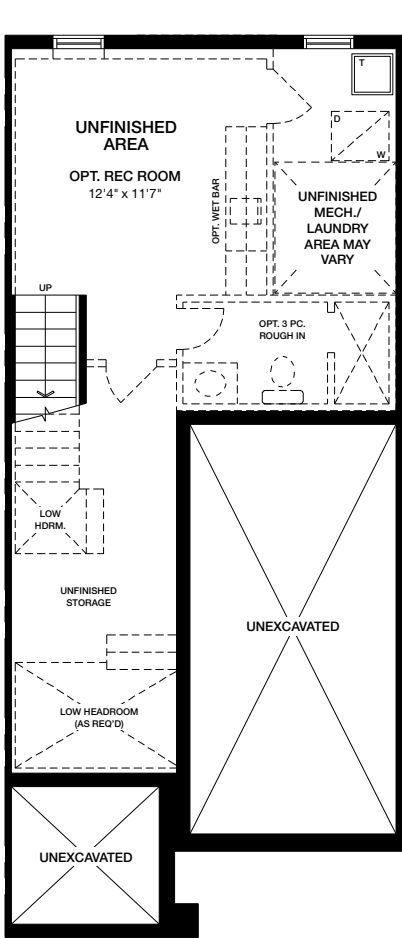 T
UNFINISHED
AREA
D
W
OPT. REC ROOM
12'4" x 11'7"
OPT. WET BAR
UNFINISHED
MECH./
LAUNDRY
AREA MAY
VARY
UP
OPT. 3 PC.
ROUGH IN
LOW
HDRM.
UNFINISHED
STORAGE
UNEXCAVATED
LOW HEADROOM
(AS REQ'D)
UNEXCAVATED